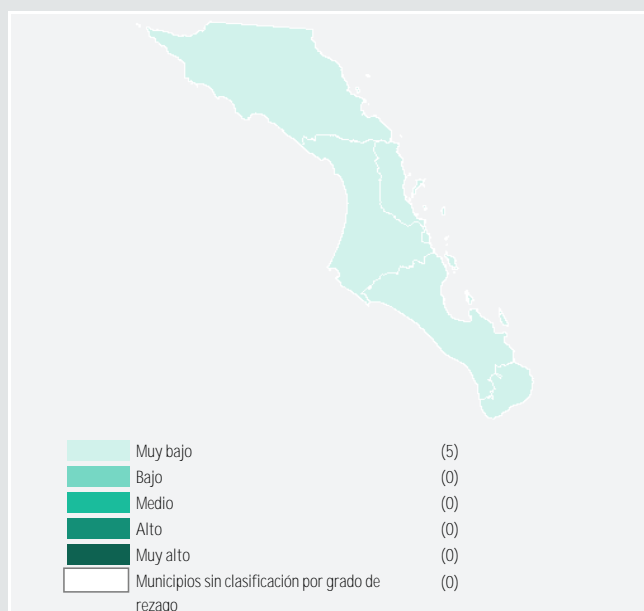 Muy bajo (5)
Bajo (0)
Medio (0)
Alto (0)
Muy alto (0)
Municipios sin clasificación por grado de (0)
rezago